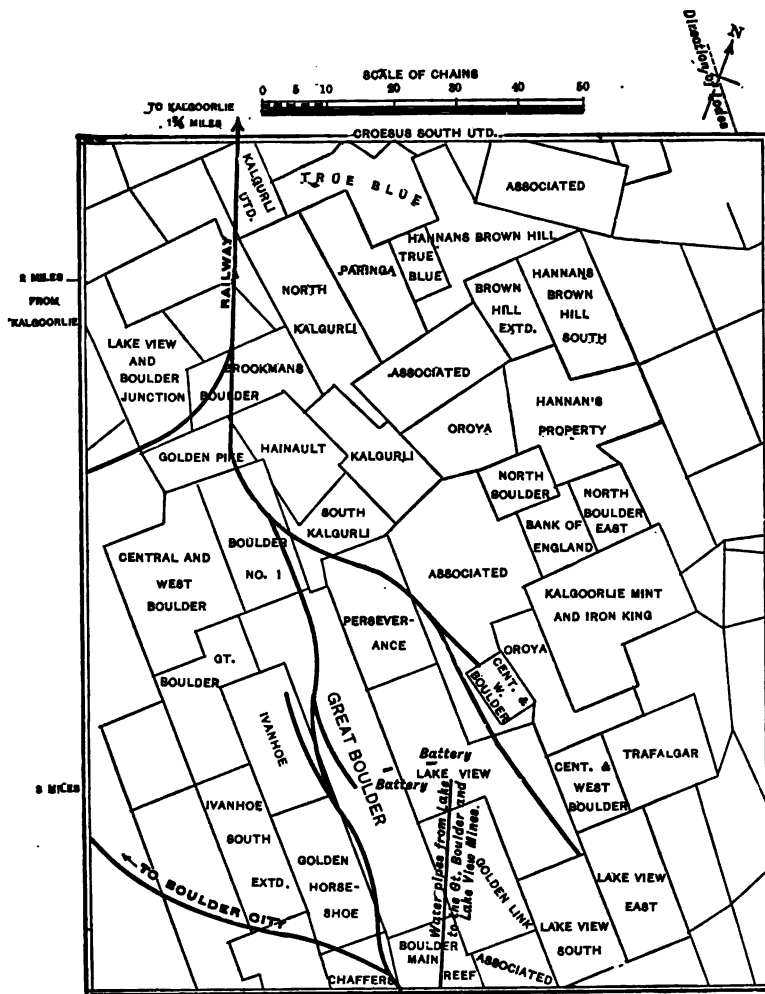 Direction of Lodes
N
SCALE OF CHAINS
0 5 10 20 30 40 50
TO KALGOORLIE
1¾ MILES
CROESUS SOUTH UTD.
KALGURLI
UTD.
TRUE BLUE
ASSOCIATED
HANNANS BROWN HILL
RAILWAY
2 MILES
FROM
KALGOORLIE
NORTH
KALGURLI
PARINGA
TRUE
BLUE
BROWN
HILL
EXTD.
HANNANS
BROWN
HILL
SOUTH
LAKE VIEW
AND
BOULDER
JUNCTION
BROOKMANS
BOULDER
ASSOCIATED
OROYA
HANNAN'S
PROPERTY
GOLDEN PIKE
HAINAULT
KALGURLI
SOUTH
KALGURLI
NORTH
BOULDER
NORTH
BOULDER
EAST
BANK OF
ENGLAND
CENTRAL AND
WEST
BOULDER
BOULDER
NO. 1
ASSOCIATED
KALGOORLIE MINT
AND IRON KING
PERSEVER-
ANCE
OROYA
GT.
BOULDER
CENT. &
W.
BOULDER
IVANHOE
GREAT BOULDER
Battery
Battery
LAKE VIEW
CENT. &
WEST
BOULDER
TRAFALGAR
3 MILES
IVANHOE
SOUTH
EXTD.
Water pipes from Lake
to the Gt. Boulder and
Lake View Mines.
GOLDEN LINK
TO BOULDER CITY
GOLDEN
HORSE-
SHOE
LAKE VIEW
EAST
LAKE VIEW
SOUTH
BOULDER
MAIN
REEF
ASSOCIATED
CHAFFERS